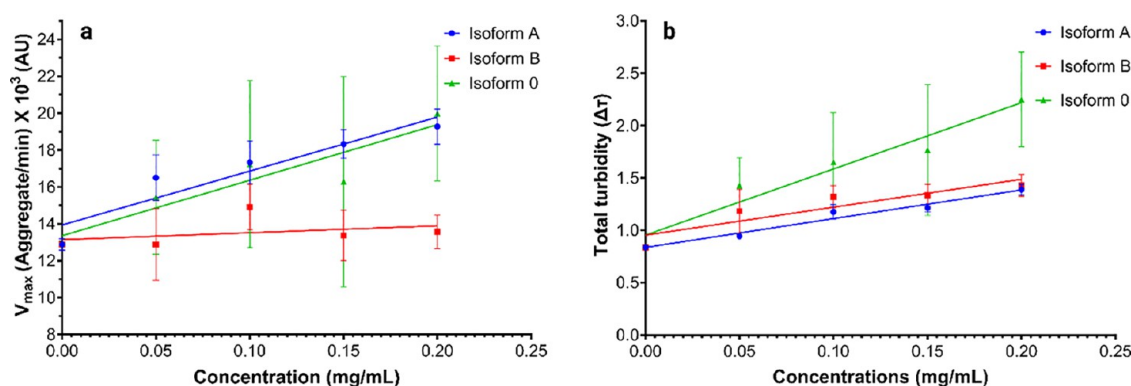 a
Isoform A
Isoform B
Isoform 0
V max (Aggregate/min) X 10³ (AU)
24
22
20
18
16
14
12
10
8
0.00 0.05 0.10 0.15 0.20 0.25
Concentration (mg/mL)
b
Isoform A
Isoform B
Isoform 0
Total turbidity (Δτ)
3.0
2.5
2.0
1.5
1.0
0.5
0.0
0.00 0.05 0.10 0.15 0.20 0.25
Concentrations (mg/mL)